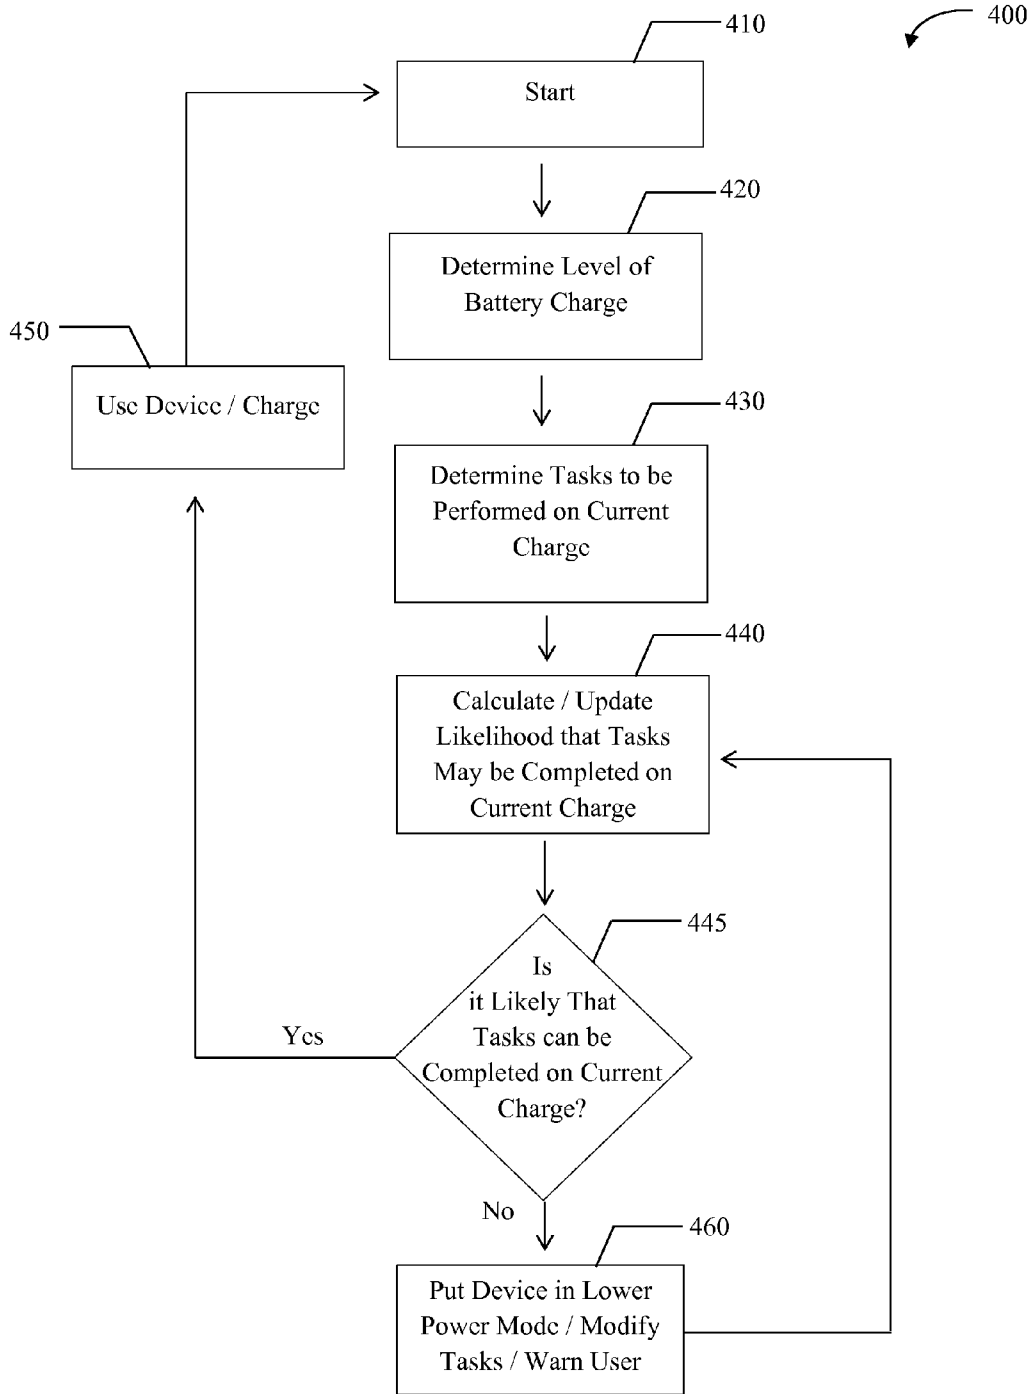 400
410
Start
420
Determine Level of
Battery Charge
450
Use Device / Charge
430
Determine Tasks to be
Performed on Current
Charge
440
Calculate / Update
Likelihood that Tasks
May be Completed on
Current Charge
445
Is
it Likely That
Tasks can be
Completed on Current
Charge?
Yes
No
460
Put Device in Lower
Power Mode / Modify
Tasks / Warn User